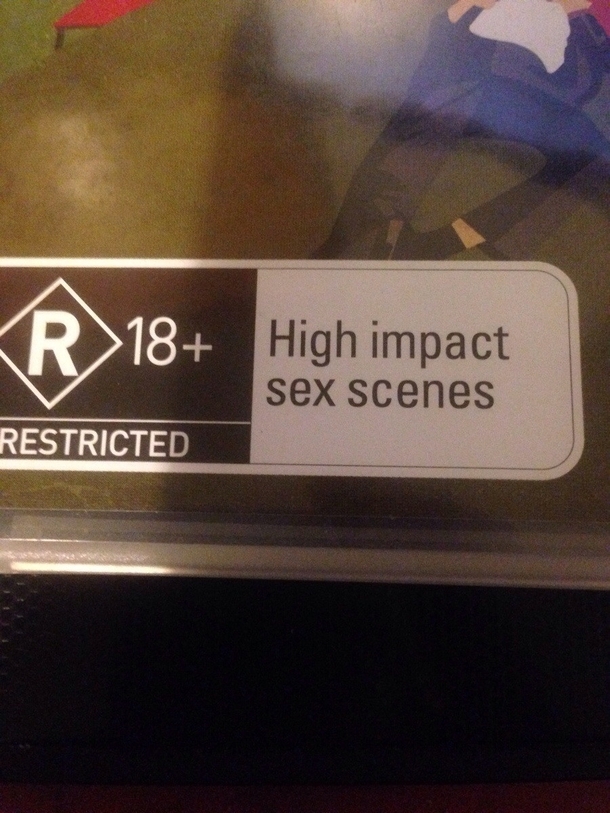 R 18+
RESTRICTED
High impact
sex scenes